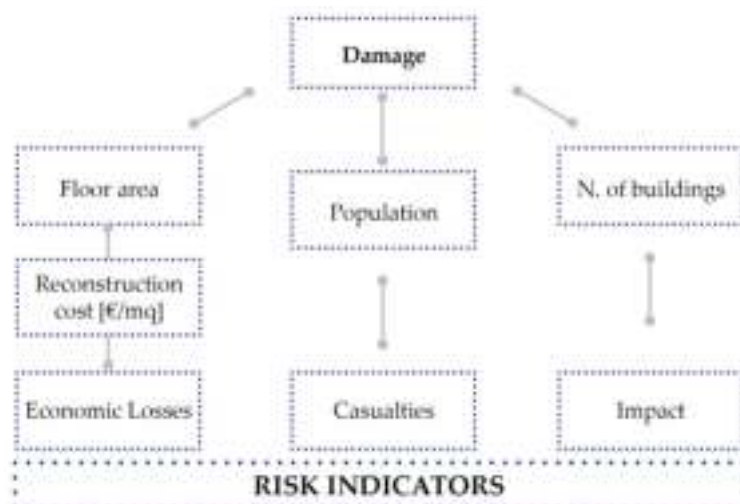 Damage
Floor area
Population
N. of buildings
Reconstruction
cost [€/mq]
Economic Losses
Casualties
Impact
RISK INDICATORS